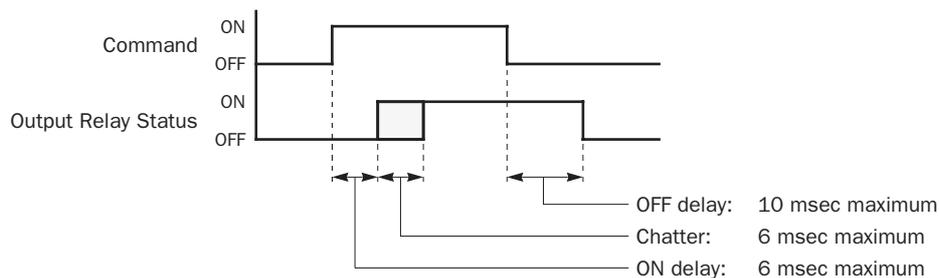 ON
Command
OFF
ON
Output Relay Status
OFF
OFF delay: 10 msec maximum
Chatter: 6 msec maximum
ON delay: 6 msec maximum